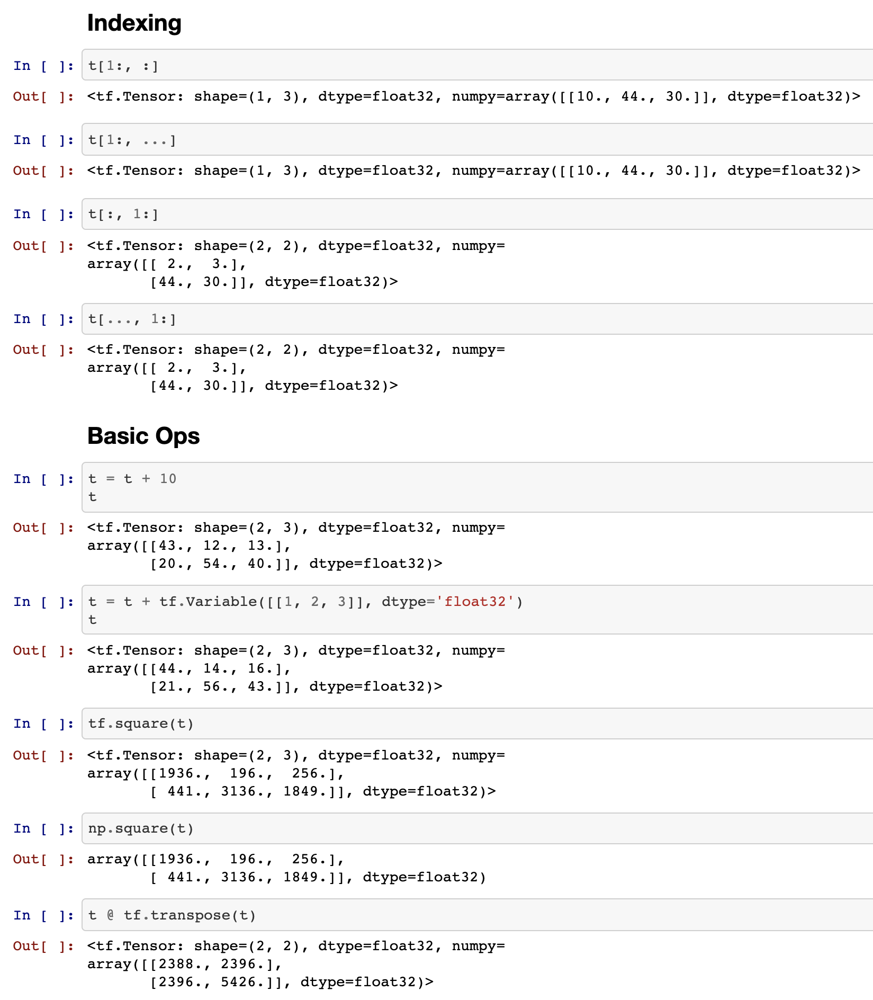 Indexing
In [ ]: t[1:, :]
Out[ ]: <tf.Tensor: shape=(1, 3), dtype=float32, numpy=array([[10., 44., 30.]], dtype=float32)>
In [ ]: t[1:, ...]
Out[ ]: <tf.Tensor: shape=(1, 3), dtype=float32, numpy=array([[10., 44., 30.]], dtype=float32)>
In [ ]: t[:, 1:]
Out[ ]: <tf.Tensor: shape=(2, 2), dtype=float32, numpy=
array([[ 2.,  3.],
       [44., 30.]], dtype=float32)>
In [ ]: t[..., 1:]
Out[ ]: <tf.Tensor: shape=(2, 2), dtype=float32, numpy=
array([[ 2.,  3.],
       [44., 30.]], dtype=float32)>
Basic Ops
In [ ]: t = t + 10
t
Out[ ]: <tf.Tensor: shape=(2, 3), dtype=float32, numpy=
array([[43., 12., 13.],
       [20., 54., 40.]], dtype=float32)>
In [ ]: t = t + tf.Variable([[1, 2, 3]], dtype='float32')
t
Out[ ]: <tf.Tensor: shape=(2, 3), dtype=float32, numpy=
array([[44., 14., 16.],
       [21., 56., 43.]], dtype=float32)>
In [ ]: tf.square(t)
Out[ ]: <tf.Tensor: shape=(2, 3), dtype=float32, numpy=
array([[1936.,  196.,  256.],
       [ 441., 3136., 1849.]], dtype=float32)>
In [ ]: np.square(t)
Out[ ]: array([[1936.,  196.,  256.],
       [ 441., 3136., 1849.]], dtype=float32)
In [ ]: t @ tf.transpose(t)
Out[ ]: <tf.Tensor: shape=(2, 2), dtype=float32, numpy=
array([[2388., 2396.],
       [2396., 5426.]], dtype=float32)>